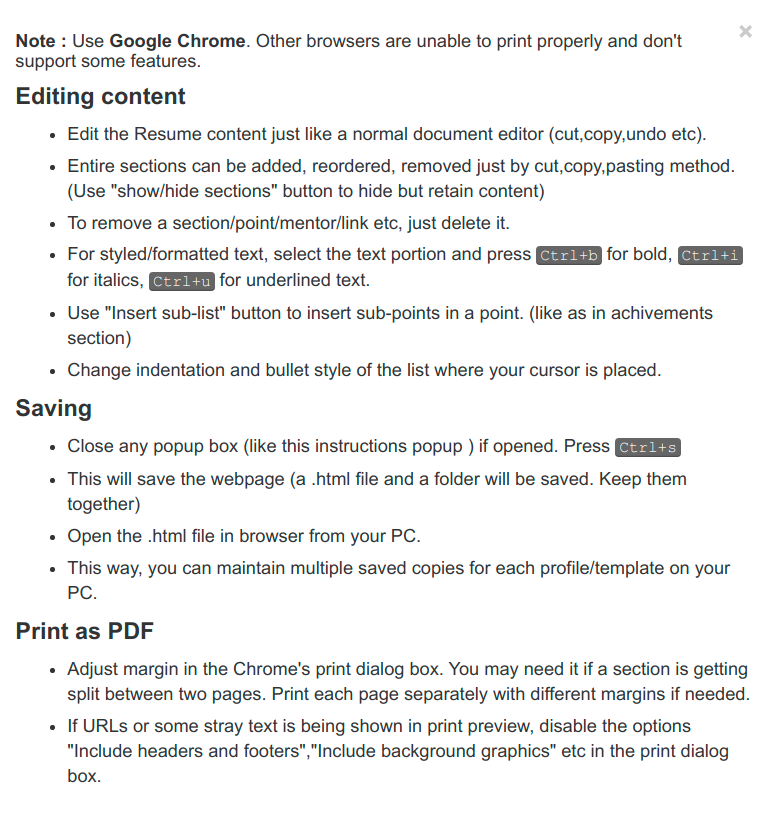 Note : Use Google Chrome. Other browsers are unable to print properly and don't
support some features.
Editing content
Edit the Resume content just like a normal document editor (cut,copy,undo etc).
Entire sections can be added, reordered, removed just by cut,copy,pasting method.
(Use "show/hide sections" button to hide but retain content)
To remove a section/point/mentor/link etc, just delete it.
For styled/formatted text, select the text portion and press Ctrl+b for bold, Ctrl+i
for italics, Ctrl+u for underlined text.
Use "Insert sub-list" button to insert sub-points in a point. (like as in achivements
section)
Change indentation and bullet style of the list where your cursor is placed.
Saving
Close any popup box (like this instructions popup ) if opened. Press Ctrl+s
This will save the webpage (a .html file and a folder will be saved. Keep them
together)
Open the .html file in browser from your PC.
This way, you can maintain multiple saved copies for each profile/template on your
PC.
Print as PDF
Adjust margin in the Chrome's print dialog box. You may need it if a section is getting
split between two pages. Print each page separately with different margins if needed.
If URLs or some stray text is being shown in print preview, disable the options
"Include headers and footers","Include background graphics" etc in the print dialog
box.